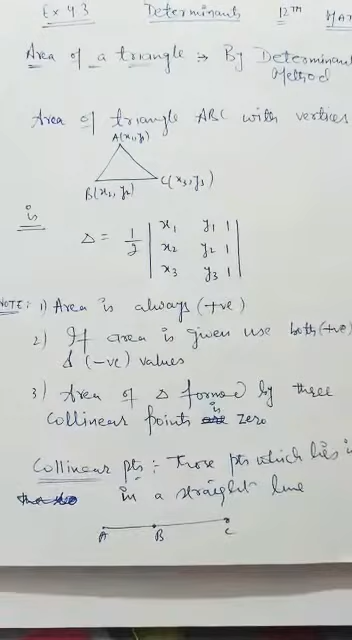 Ex 4.3 Determinants 12TH MAT
Area of a triangle :→ By Determinant
Method
Area of triangle ABC with vertices
A(x₁,y₁)
B(x₂, y₂) C(x₃, y₃)
is
Δ = 1/2 | x₁ y₁ 1 |
| x₂ y₂ 1 |
| x₃ y₃ 1 |
NOTE: 1) Area is always (+ve)
2) If area is given use both (+ve)
& (-ve) values
3) Area of Δ formed by three
collinear points is zero
Collinear pts :- Those pts which lies i
in a straight line
A B C